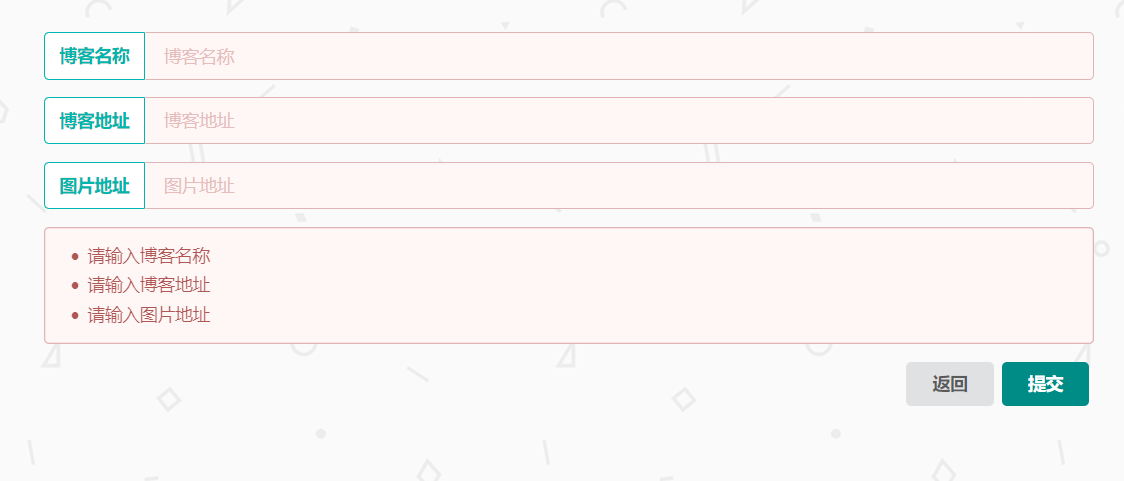 博客名称 博客名称
博客地址 博客地址
图片地址 图片地址
请输入博客名称
请输入博客地址
请输入图片地址
返回 提交